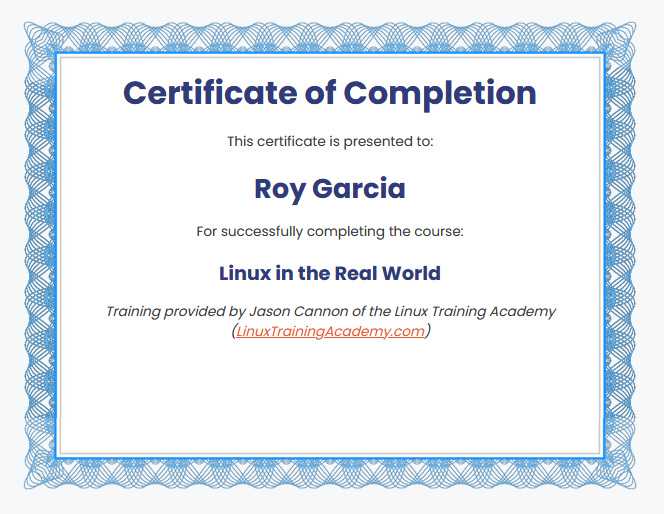 Certificate of Completion
This certificate is presented to:
Roy Garcia
For successfully completing the course:
Linux in the Real World
Training provided by Jason Cannon of the Linux Training Academy
(LinuxTrainingAcademy.com)